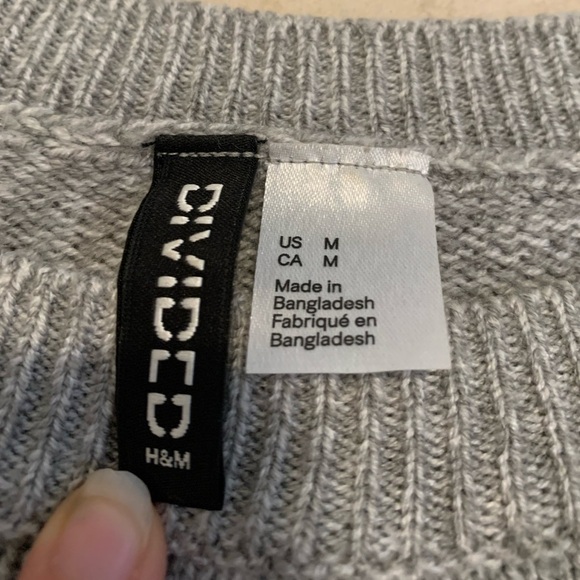 DIVIDED
H&M
US M
CA M
Made in
Bangladesh
Fabriqué en
Bangladesh